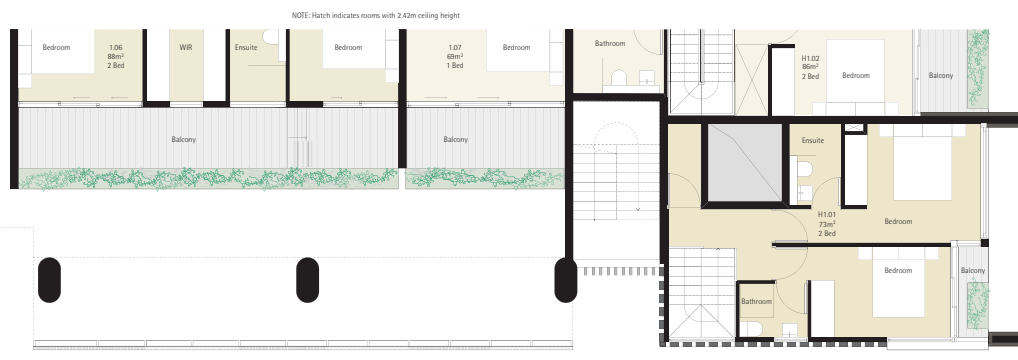 NOTE: Hatch indicates rooms with 2.42m ceiling height
Bedroom
1.06
88m²
2 Bed
WIR
Ensuite
Bedroom
1.07
69m²
1 Bed
Bedroom
Bathroom
H1.02
86m²
2 Bed
Bedroom
Balcony
Balcony
Balcony
Ensuite
H1.01
73m²
2 Bed
Bedroom
Bedroom
Balcony
Bathroom